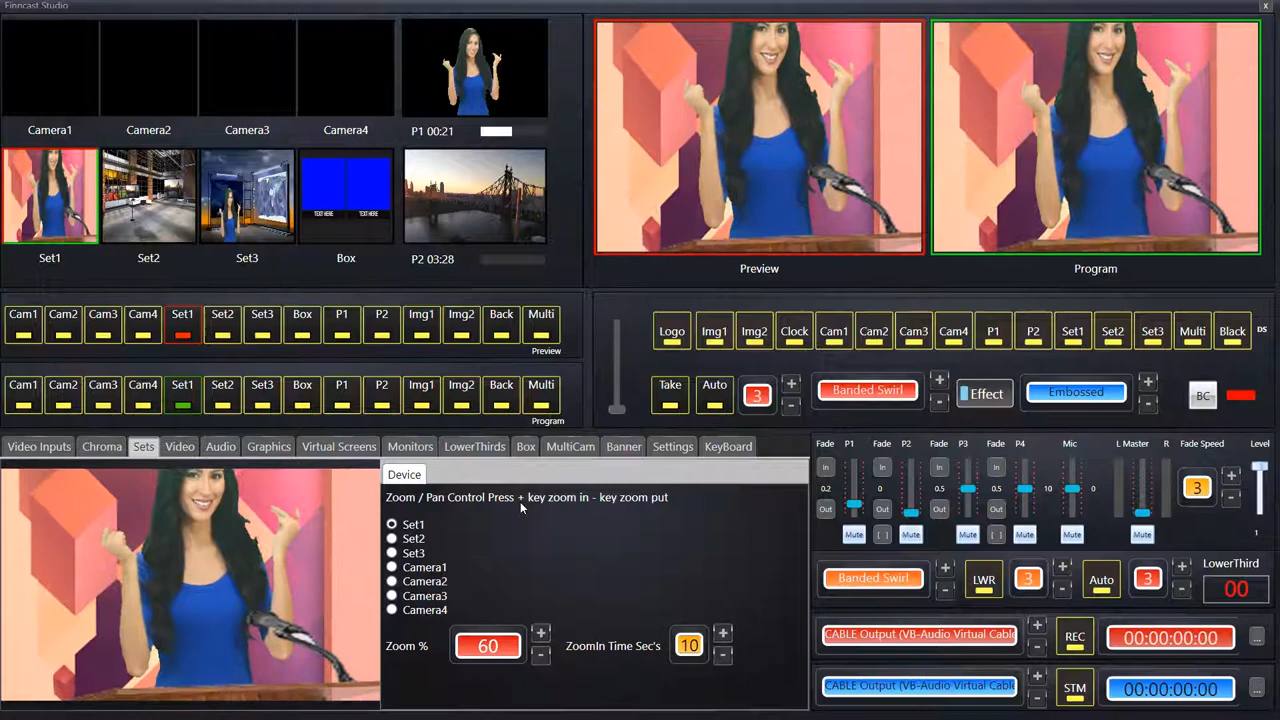 Finncast Studio
x
Camera1 Camera2 Camera3 Camera4 P1 00:21
TEXT HERE TEXT HERE
Set1 Set2 Set3 Box P2 03:28
Preview Program
Cam1 Cam2 Cam3 Cam4 Set1 Set2 Set3 Box P1 P2 Img1 Img2 Back Multi
Preview
Logo Img1 Img2 Clock Cam1 Cam2 Cam3 Cam4 P1 P2 Set1 Set2 Set3 Multi Black DS
Cam1 Cam2 Cam3 Cam4 Set1 Set2 Set3 Box P1 P2 Img1 Img2 Back Multi
Program
Take Auto 3 + - Banded Swirl + - Effect Embossed + - BC
Video Inputs Chroma Sets Video Audio Graphics Virtual Screens Monitors LowerThirds Box MultiCam Banner Settings KeyBoard
Fade P1 Fade P2 Fade P3 Fade P4 Mic L Master R Fade Speed Level
In In In In
0.2 0 0.5 0.5 10 0 3 + -
Out Out Out Out
Mute [ ] Mute Mute [ ] Mute Mute Mute 1
Device
Zoom / Pan Control Press + key zoom in - key zoom put
Set1
Set2
Set3
Camera1
Camera2
Camera3
Camera4
Zoom % 60 + - ZoomIn Time Sec's 10 + -
LowerThird
Banded Swirl + - LWR 3 + - Auto 3 + - 00
CABLE Output (VB-Audio Virtual Cable + - REC 00:00:00:00 ...
CABLE Output (VB-Audio Virtual Cable + - STM 00:00:00:00 ...